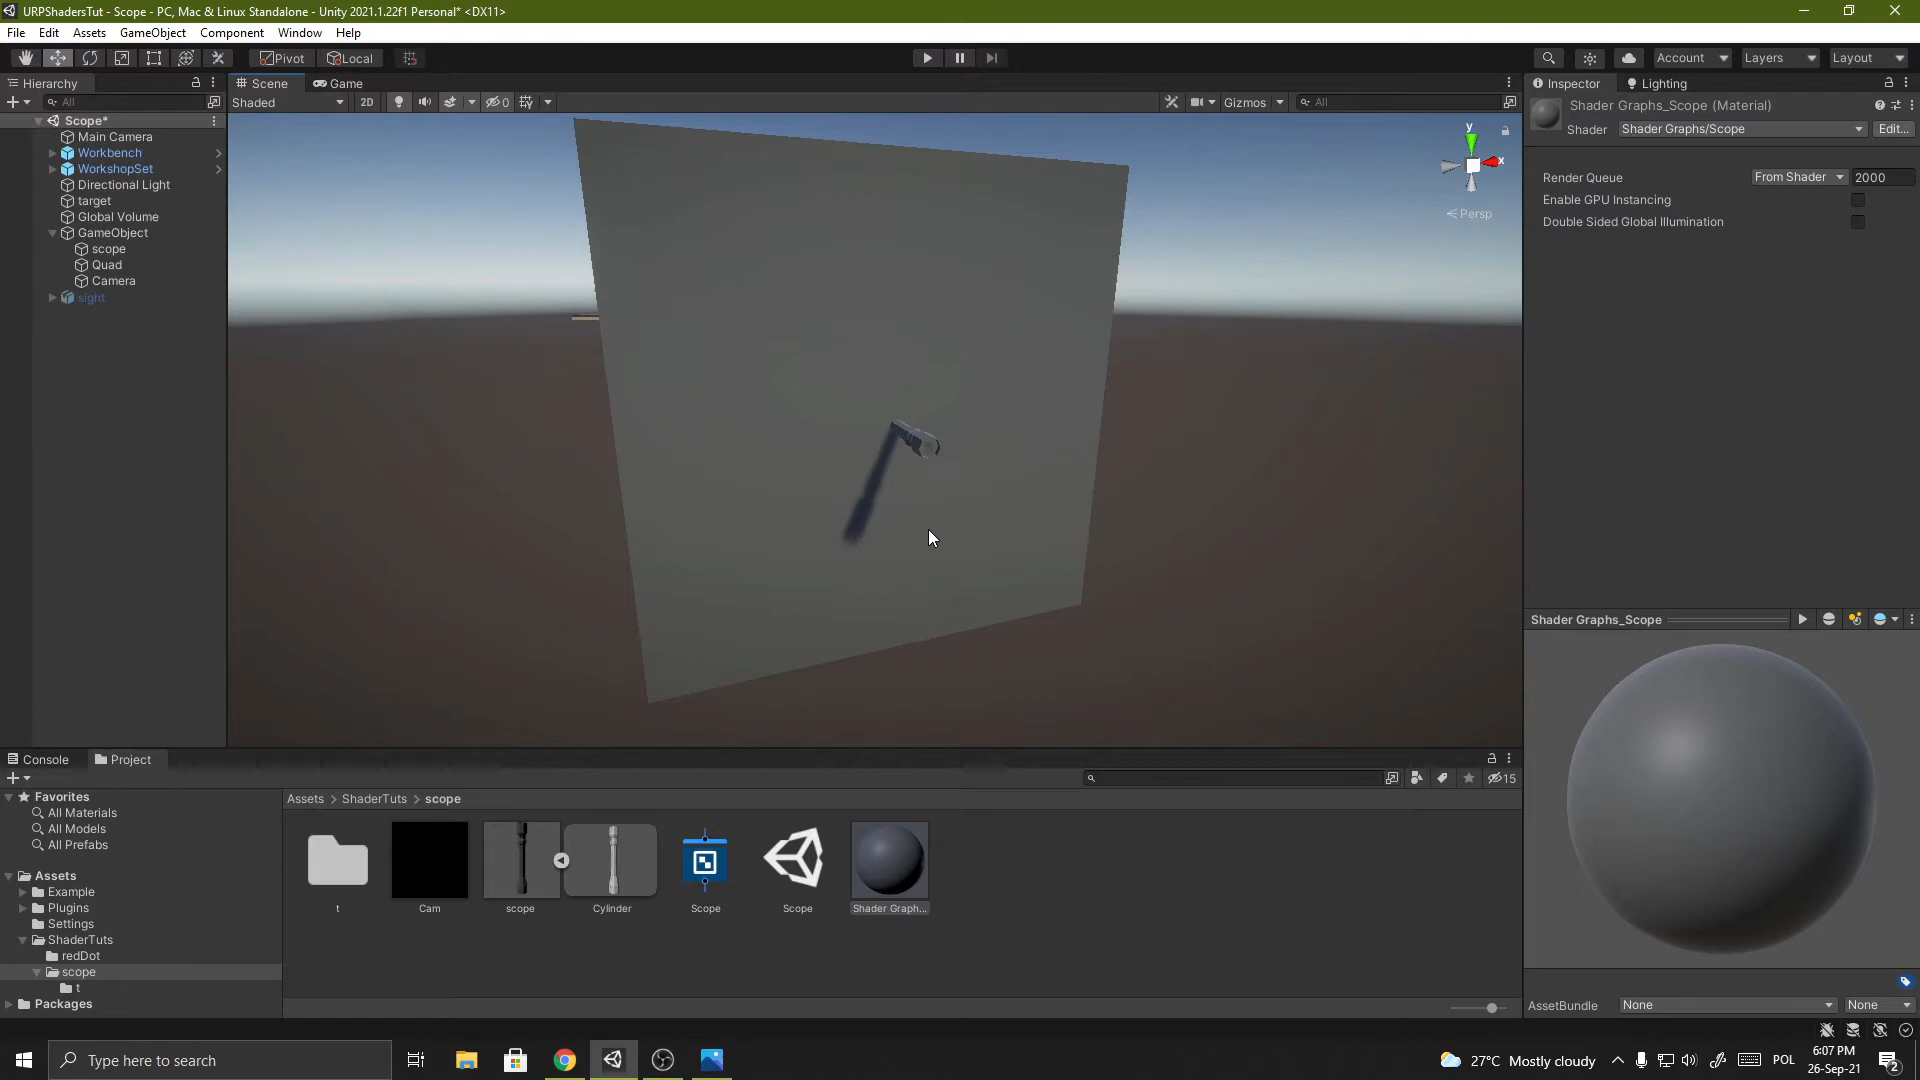 URPShadersTut - Scope - PC, Mac & Linux Standalone - Unity 2021.1.22f1 Personal* <DX11>
File Edit Assets GameObject Component Window Help
Pivot Local Account Layers Layout
Hierarchy Scene Game Inspector Lighting
All Shaded 2D 0 Gizmos All
Shader Graphs_Scope (Material)
Shader Shader Graphs/Scope Edit...
Scope*
Main Camera
Workbench
WorkshopSet
Directional Light
target
Global Volume
GameObject
scope
Quad
Camera
sight
y
x
Persp
Render Queue From Shader 2000
Enable GPU Instancing
Double Sided Global Illumination
Shader Graphs_Scope
Console Project
15
Favorites
All Materials
All Models
All Prefabs
Assets
Example
Plugins
Settings
ShaderTuts
redDot
scope
t
Packages
Assets > ShaderTuts > scope
t Cam scope Cylinder Scope Scope Shader Graph...
AssetBundle None None
Type here to search
27°C Mostly cloudy POL 6:07 PM
26-Sep-21 2